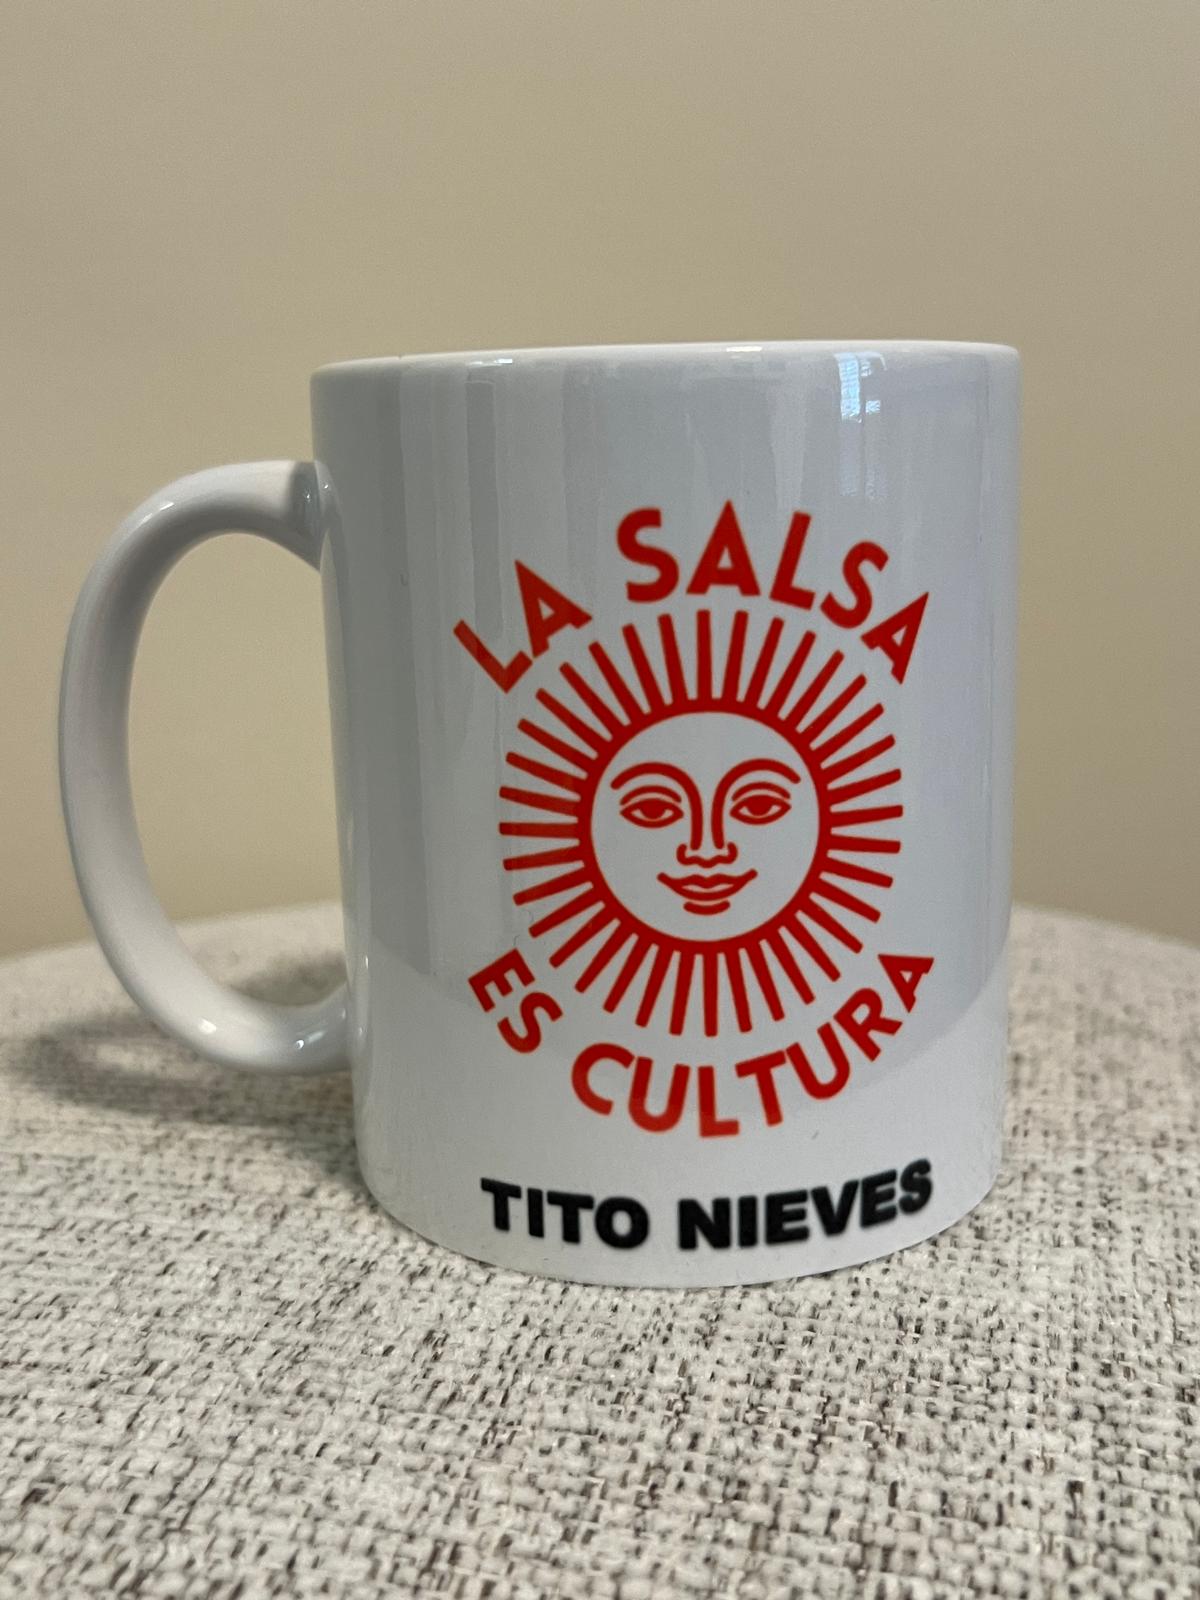 LA SALSA
ES CULTURA
TITO NIEVES